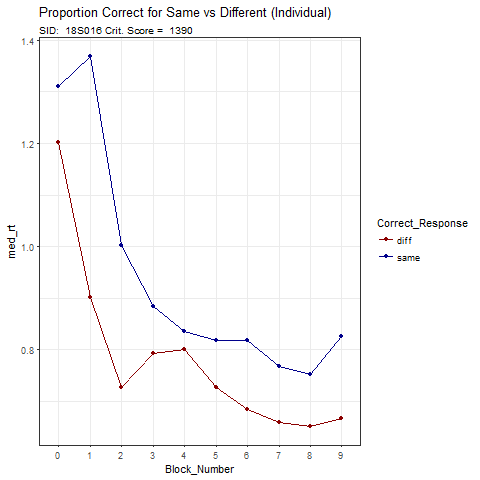 Proportion Correct for Same vs Different (Individual)
SID:  18S016 Crit. Score =  1390
1.4
1.2
1.0
0.8
med_rt
0 1 2 3 4 5 6 7 8 9
Block_Number
Correct_Response
diff
same